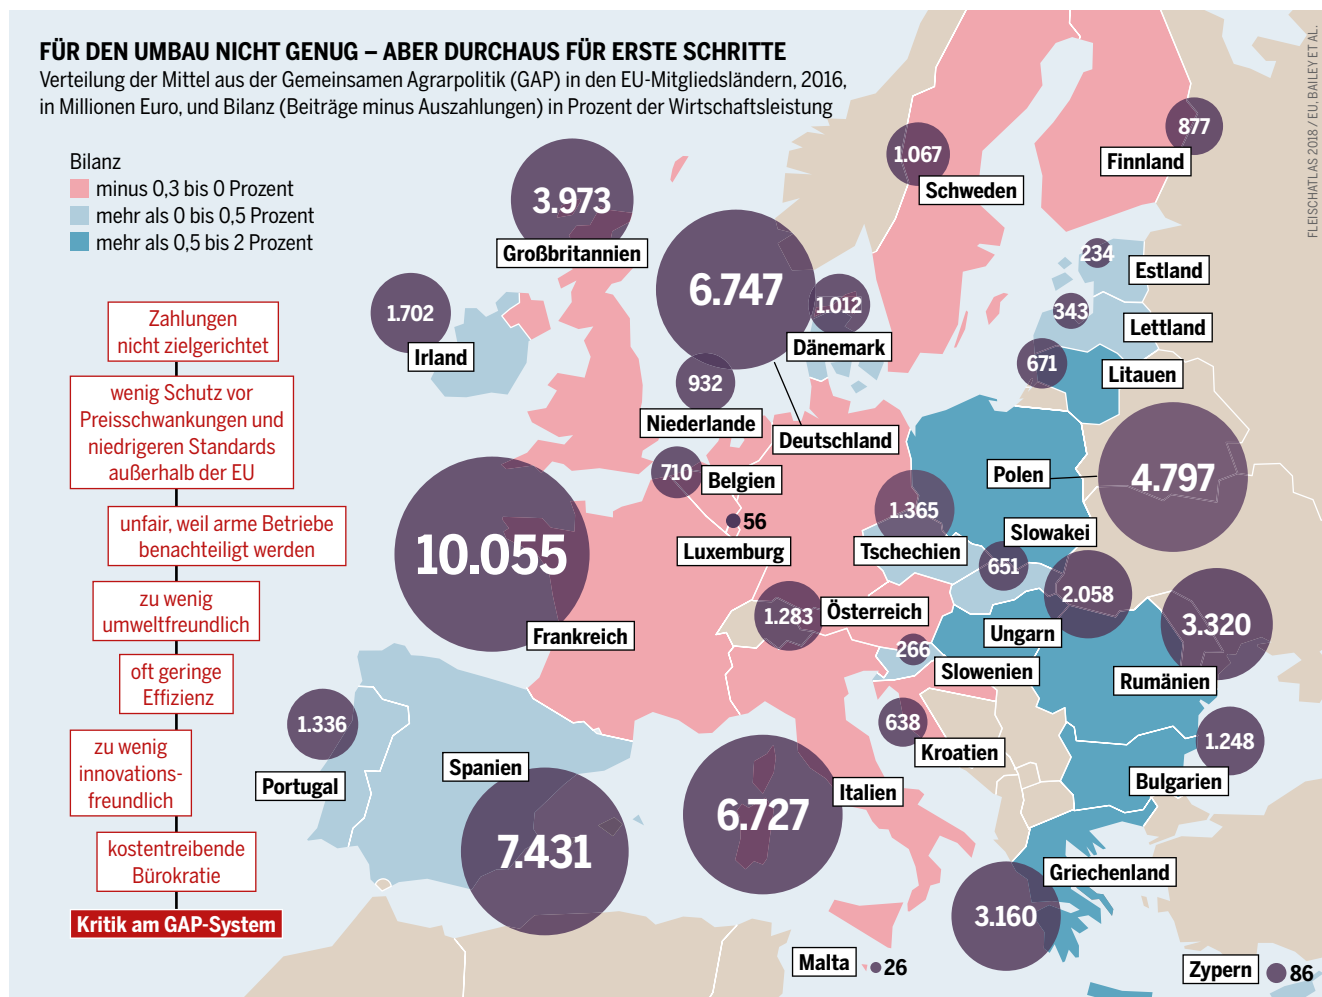 FÜR DEN UMBAU NICHT GENUG – ABER DURCHAUS FÜR ERSTE SCHRITTE
Verteilung der Mittel aus der Gemeinsamen Agrarpolitik (GAP) in den EU-Mitgliedsländern, 2016,
in Millionen Euro, und Bilanz (Beiträge minus Auszahlungen) in Prozent der Wirtschaftsleistung
Bilanz
minus 0,3 bis 0 Prozent
mehr als 0 bis 0,5 Prozent
mehr als 0,5 bis 2 Prozent
Zahlungen
nicht zielgerichtet
wenig Schutz vor
Preisschwankungen und
niedrigeren Standards
außerhalb der EU
unfair, weil arme Betriebe
benachteiligt werden
zu wenig
umweltfreundlich
oft geringe
Effizienz
zu wenig
innovations-
freundlich
kostentreibende
Bürokratie
Kritik am GAP-System
877
Finnland
1.067
Schweden
3.973
Großbritannien
234
Estland
6.747
Deutschland
1.012
Dänemark
1.702
Irland
343
Lettland
671
Litauen
932
Niederlande
710
Belgien
4.797
Polen
56
Luxemburg
1.365
Tschechien
Slowakei
651
10.055
Frankreich
2.058
Ungarn
1.283
Österreich
266
Slowenien
3.320
Rumänien
1.336
Portugal
638
Kroatien
1.248
Bulgarien
Spanien
7.431
Italien
6.727
Griechenland
3.160
Malta
26
Zypern
86
FLEISCHATLAS 2018 / EU, BAILEY ET AL.